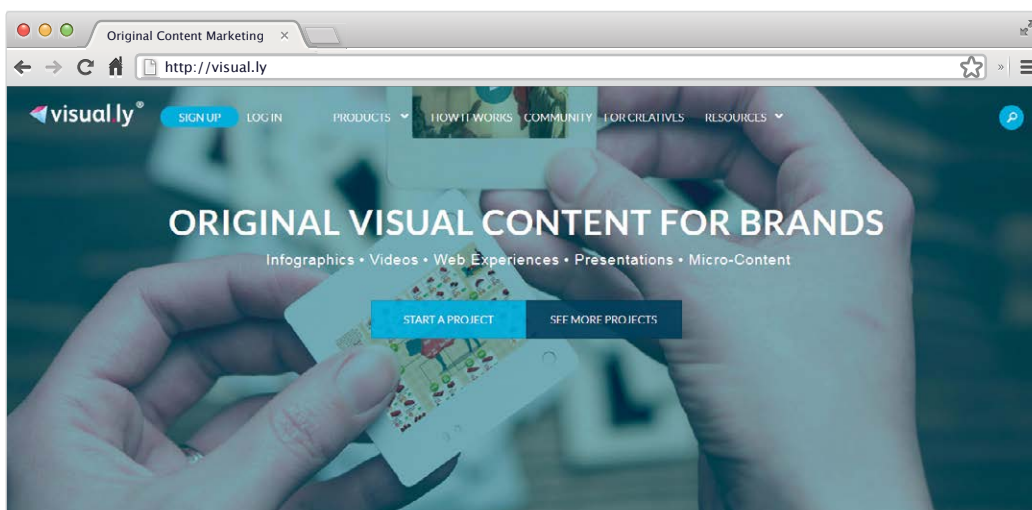 Original Content Marketing ×
http://visual.ly
visual.ly®
SIGN UP LOG IN PRODUCTS HOW IT WORKS COMMUNITY FOR CREATIVES RESOURCES
ORIGINAL VISUAL CONTENT FOR BRANDS
Infographics • Videos • Web Experiences • Presentations • Micro-Content
START A PROJECT SEE MORE PROJECTS